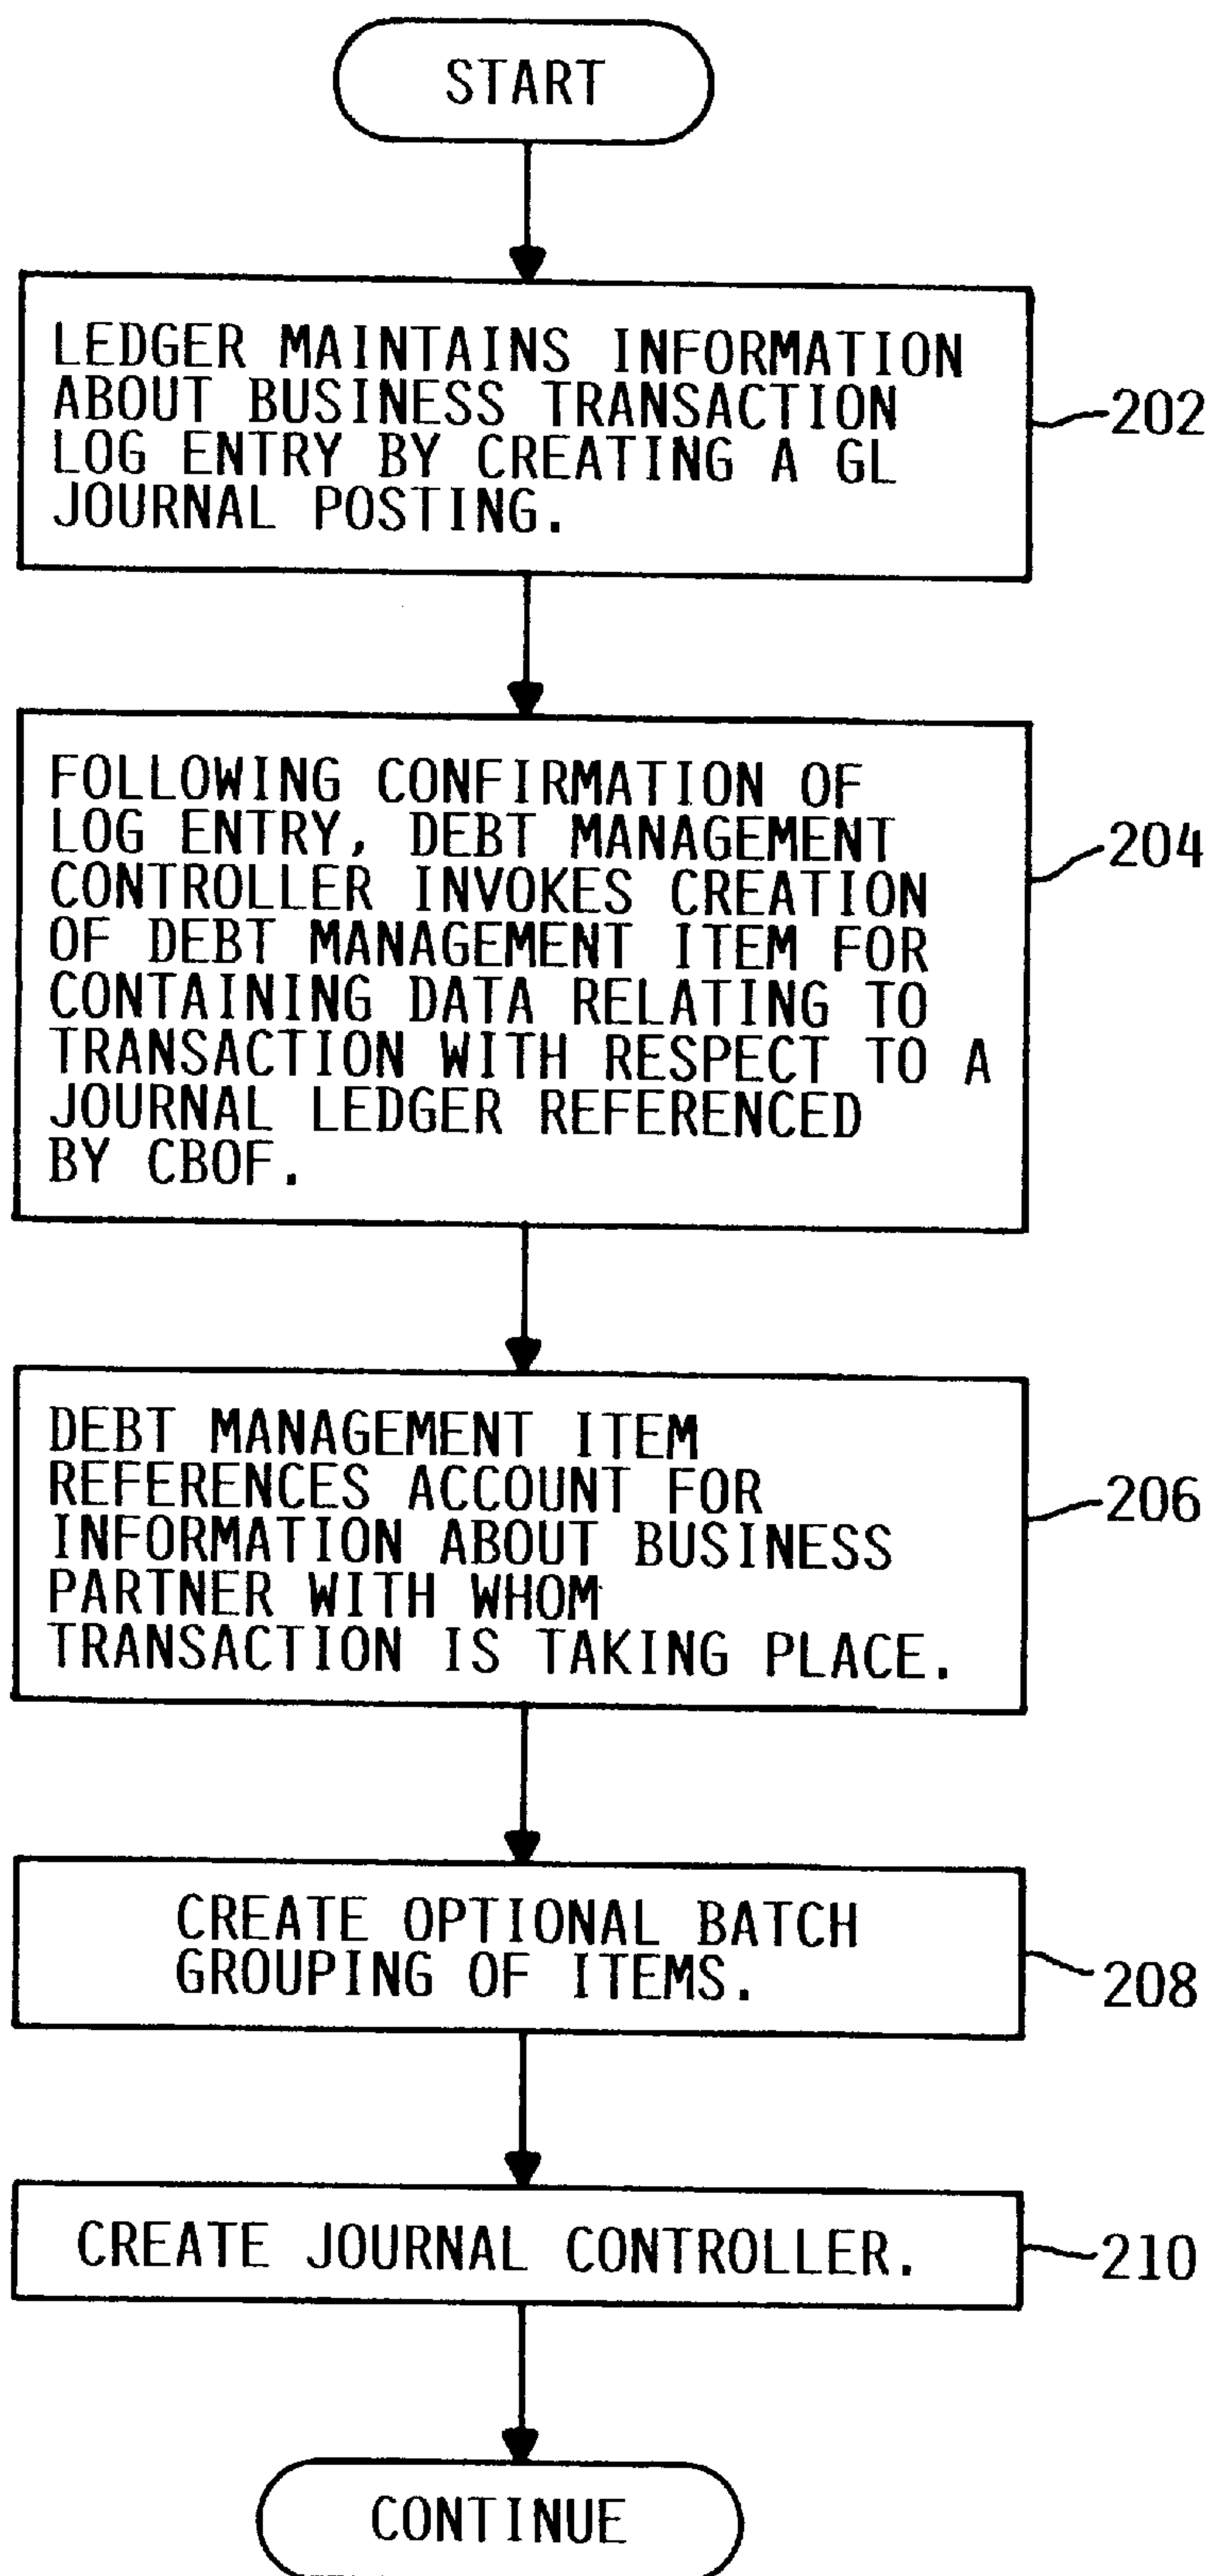 START
LEDGER MAINTAINS INFORMATION
ABOUT BUSINESS TRANSACTION
LOG ENTRY BY CREATING A GL
JOURNAL POSTING.
202
FOLLOWING CONFIRMATION OF
LOG ENTRY, DEBT MANAGEMENT
CONTROLLER INVOKES CREATION
OF DEBT MANAGEMENT ITEM FOR
CONTAINING DATA RELATING TO
TRANSACTION WITH RESPECT TO A
JOURNAL LEDGER REFERENCED
BY CBOF.
204
DEBT MANAGEMENT ITEM
REFERENCES ACCOUNT FOR
INFORMATION ABOUT BUSINESS
PARTNER WITH WHOM
TRANSACTION IS TAKING PLACE.
206
CREATE OPTIONAL BATCH
GROUPING OF ITEMS.
208
CREATE JOURNAL CONTROLLER.
210
CONTINUE